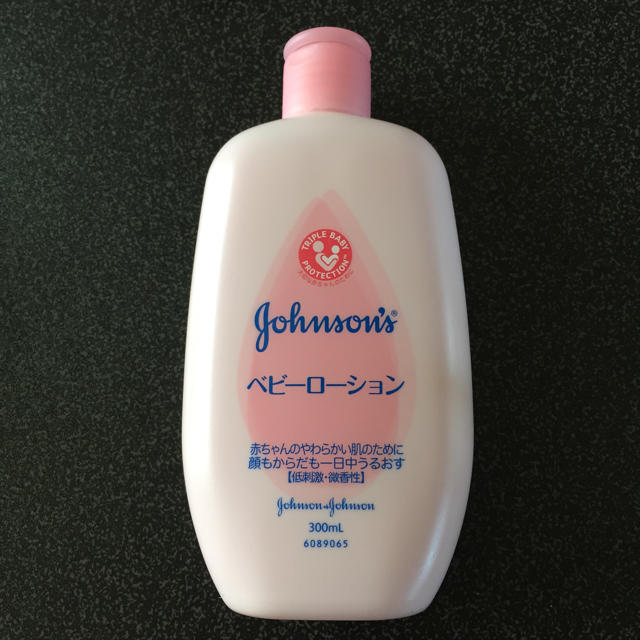 TRIPLE BABY
PROTECTION™
Johnson's®
ベビーローション
赤ちゃんのやわらかい肌のために
顔もからだも一日中うるおす
【低刺激・微香性】
Johnson&Johnson
300mL
6089065